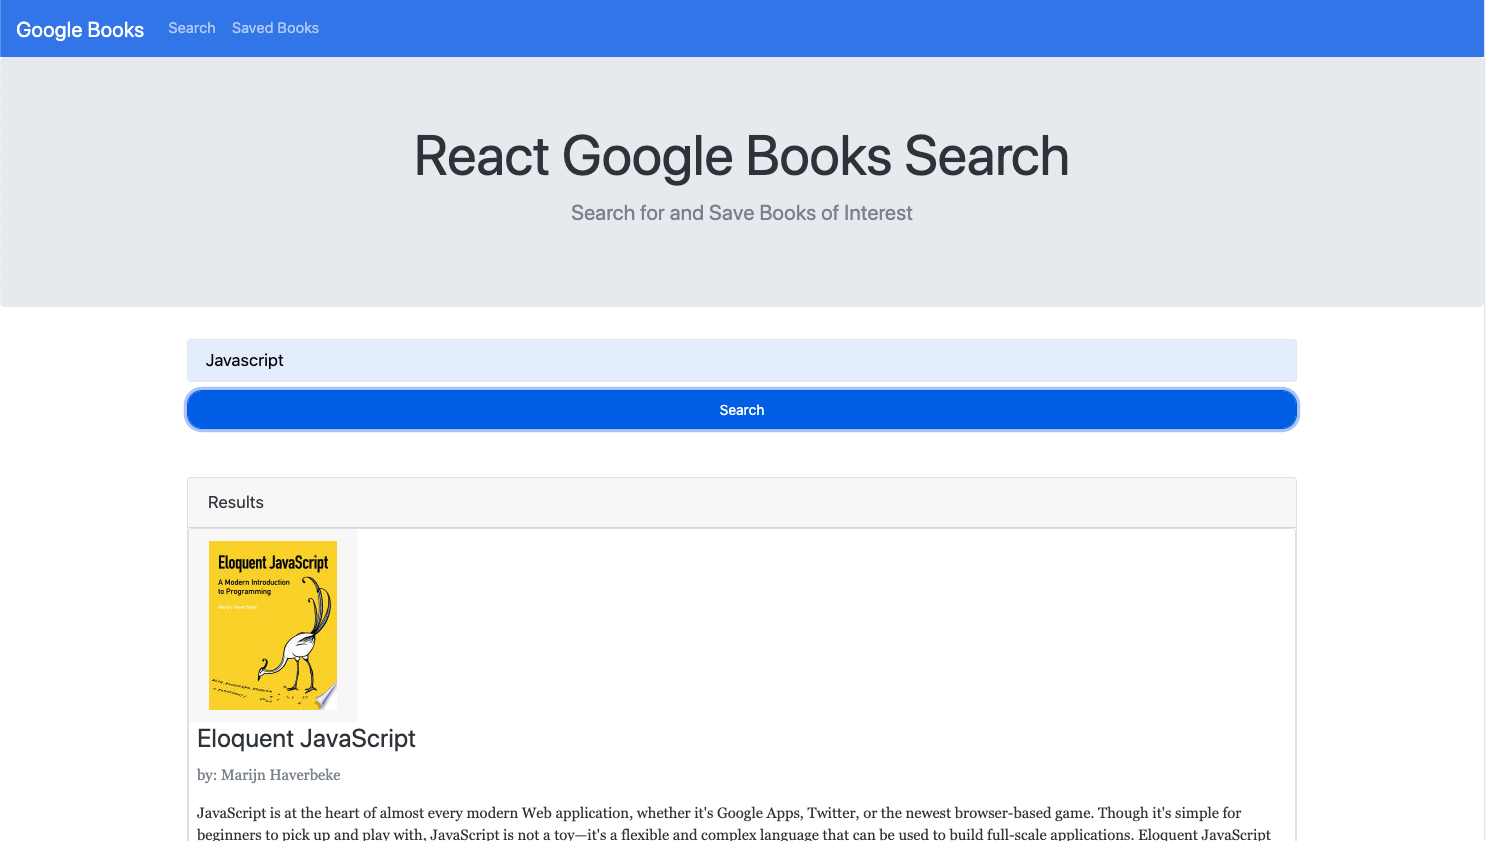 Google Books Search Saved Books
React Google Books Search
Search for and Save Books of Interest
Javascript
Search
Results
Eloquent JavaScript
A Modern Introduction
to Programming
Marijn Haverbeke
Eloquent JavaScript
by: Marijn Haverbeke
JavaScript is at the heart of almost every modern Web application, whether it's Google Apps, Twitter, or the newest browser-based game. Though it's simple for
beginners to pick up and play with, JavaScript is not a toy—it's a flexible and complex language that can be used to build full-scale applications. Eloquent JavaScript